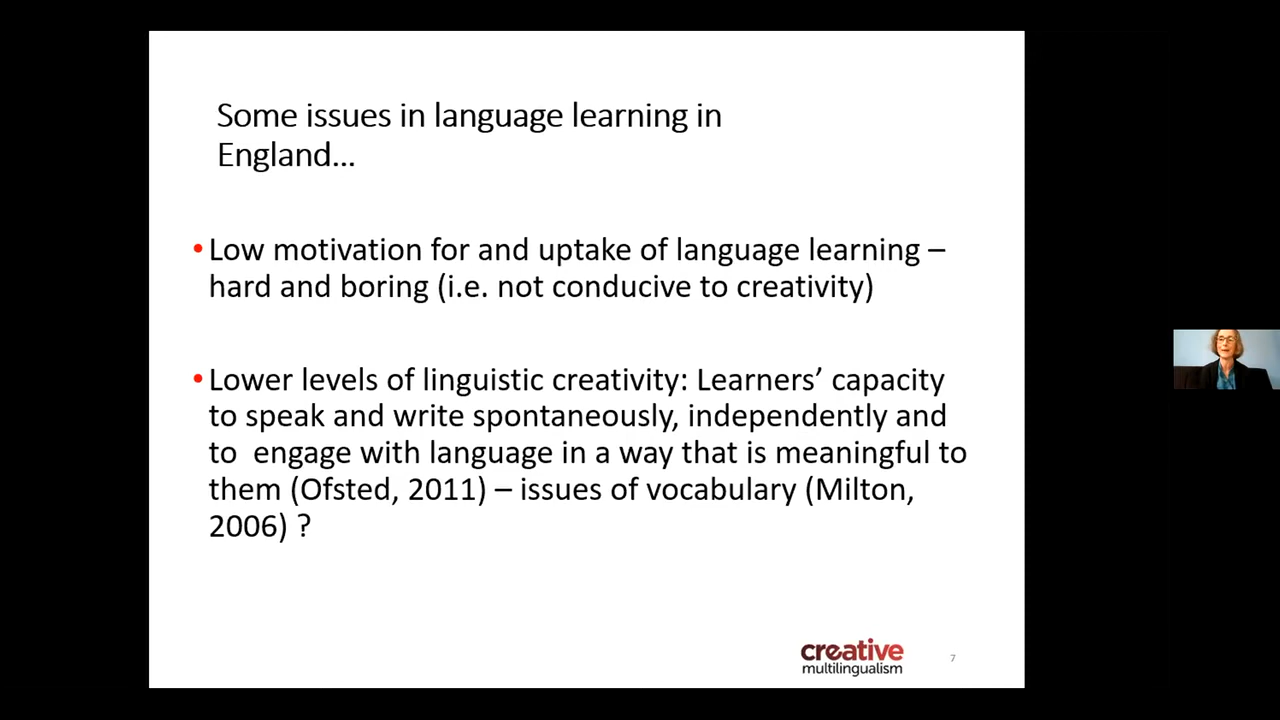 Some issues in language learning in
England...
•Low motivation for and uptake of language learning –
hard and boring (i.e. not conducive to creativity)
•Lower levels of linguistic creativity: Learners’ capacity
to speak and write spontaneously, independently and
to  engage with language in a way that is meaningful to
them (Ofsted, 2011) – issues of vocabulary (Milton,
2006) ?
creative
multilingualism
7